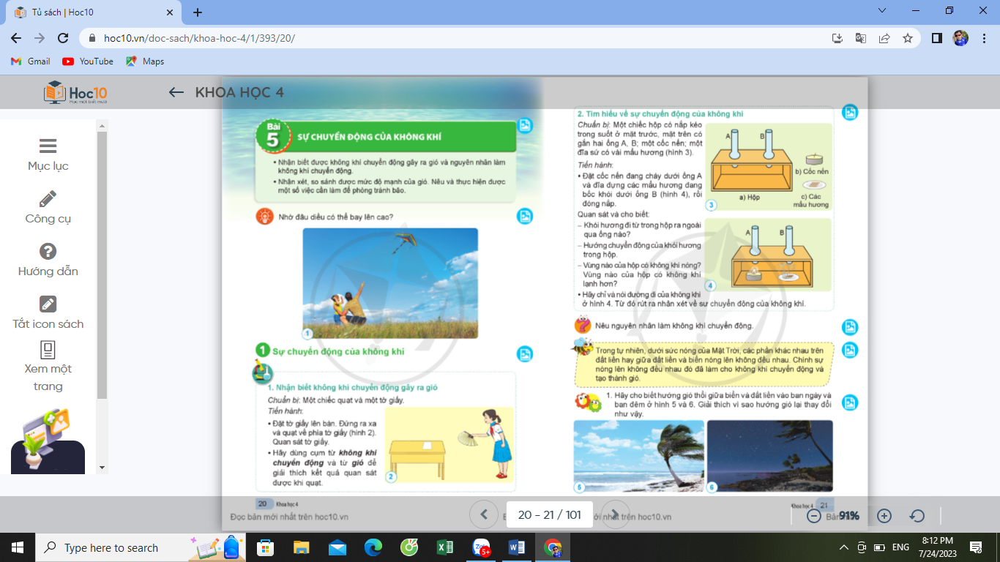 Tủ sách | Hoc10
hoc10.vn/doc-sach/khoa-hoc-4/1/393/20/
Gmail
YouTube
Maps
Hoc10
Học một biết mười
KHOA HỌC 4
Mục lục
Công cụ
Hướng dẫn
Tắt icon sách
Xem một
trang
Bài
5
SỰ CHUYỂN ĐỘNG CỦA KHÔNG KHÍ
• Nhận biết được không khí chuyển động gây ra gió và nguyên nhân làm
không khí chuyển động.
• Nhận xét, so sánh được mức độ mạnh của gió. Nêu và thực hiện được
một số việc cần làm để phòng tránh bão.
Nhờ đâu diều có thể bay lên cao?
1
1 Sự chuyển động của không khí
1. Nhận biết không khí chuyển động gây ra gió
Chuẩn bị: Một chiếc quạt và một tờ giấy.
Tiến hành:
• Đặt tờ giấy lên bàn. Đứng ra xa
và quạt về phía tờ giấy (hình 2).
Quan sát tờ giấy.
• Hãy dùng cụm từ không khí
chuyển động và từ gió để
giải thích kết quả quan sát
được khi quạt.
2
20 Khoa học 4
Đọc bản mới nhất trên hoc10.vn
2. Tìm hiểu về sự chuyển động của không khí
Chuẩn bị: Một chiếc hộp có nắp kéo
trong suốt ở mặt trước, mặt trên có
gắn hai ống A, B; một cốc nến; một
đĩa sứ có vài mẩu hương (hình 3).
Tiến hành:
• Đặt cốc nến đang cháy dưới ống A
và đĩa đựng các mẩu hương đang
bốc khói dưới ống B (hình 4), rồi
đóng nắp.
Quan sát và cho biết:
– Khói hương đi từ trong hộp ra ngoài
qua ống nào?
– Hướng chuyển động của khói hương
trong hộp.
– Vùng nào của hộp có không khí nóng?
Vùng nào của hộp có không khí
lạnh hơn?
• Hãy chỉ và nói đường đi của không khí
ở hình 4. Từ đó rút ra nhận xét về sự chuyển động của không khí.
A
B
b) Cốc nến
a) Hộp
c) Các
mẩu hương
3
A
B
4
Nêu nguyên nhân làm không khí chuyển động.
Trong tự nhiên, dưới sức nóng của Mặt Trời, các phần khác nhau trên
đất liền hay giữa đất liền và biển nóng lên không đều nhau. Chính sự
nóng lên không đều nhau đó đã làm cho không khí chuyển động và
tạo thành gió.
1. Hãy cho biết hướng gió thổi giữa biển và đất liền vào ban ngày và
ban đêm ở hình 5 và 6. Giải thích vì sao hướng gió lại thay đổi
như vậy.
5
6
Khoa học 4 21
ới nhất trên hoc10.vn
20 - 21 / 101
91%
Bản
Type here to search
5+
ENG
8:12 PM
7/24/2023